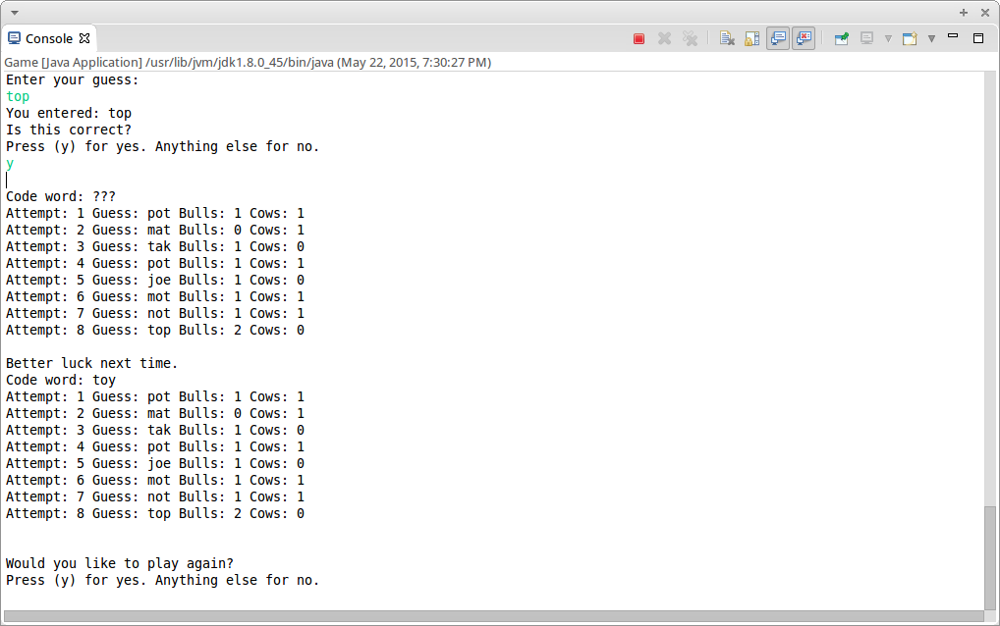 Console
Game [Java Application] /usr/lib/jvm/jdk1.8.0_45/bin/java (May 22, 2015, 7:30:27 PM)
Enter your guess:
top
You entered: top
Is this correct?
Press (y) for yes. Anything else for no.
y
Code word: ???
Attempt: 1 Guess: pot Bulls: 1 Cows: 1
Attempt: 2 Guess: mat Bulls: 0 Cows: 1
Attempt: 3 Guess: tak Bulls: 1 Cows: 0
Attempt: 4 Guess: pot Bulls: 1 Cows: 1
Attempt: 5 Guess: joe Bulls: 1 Cows: 0
Attempt: 6 Guess: mot Bulls: 1 Cows: 1
Attempt: 7 Guess: not Bulls: 1 Cows: 1
Attempt: 8 Guess: top Bulls: 2 Cows: 0
Better luck next time.
Code word: toy
Attempt: 1 Guess: pot Bulls: 1 Cows: 1
Attempt: 2 Guess: mat Bulls: 0 Cows: 1
Attempt: 3 Guess: tak Bulls: 1 Cows: 0
Attempt: 4 Guess: pot Bulls: 1 Cows: 1
Attempt: 5 Guess: joe Bulls: 1 Cows: 0
Attempt: 6 Guess: mot Bulls: 1 Cows: 1
Attempt: 7 Guess: not Bulls: 1 Cows: 1
Attempt: 8 Guess: top Bulls: 2 Cows: 0
Would you like to play again?
Press (y) for yes. Anything else for no.